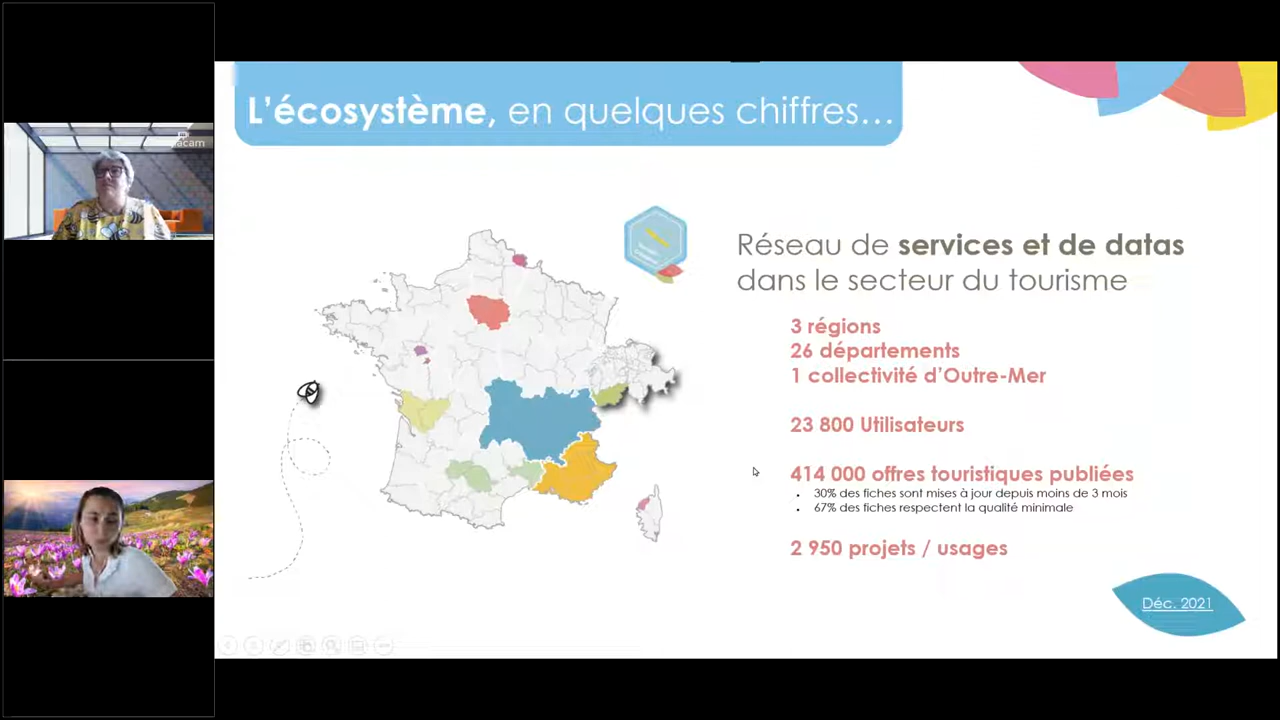 L'écosystème, en quelques chiffres...
Réseau de services et de datas
dans le secteur du tourisme
3 régions
26 départements
1 collectivité d'Outre-Mer
23 800 Utilisateurs
414 000 offres touristiques publiées
. 30% des fiches sont mises à jour depuis moins de 3 mois
. 67% des fiches respectent la qualité minimale
2 950 projets / usages
Déc. 2021